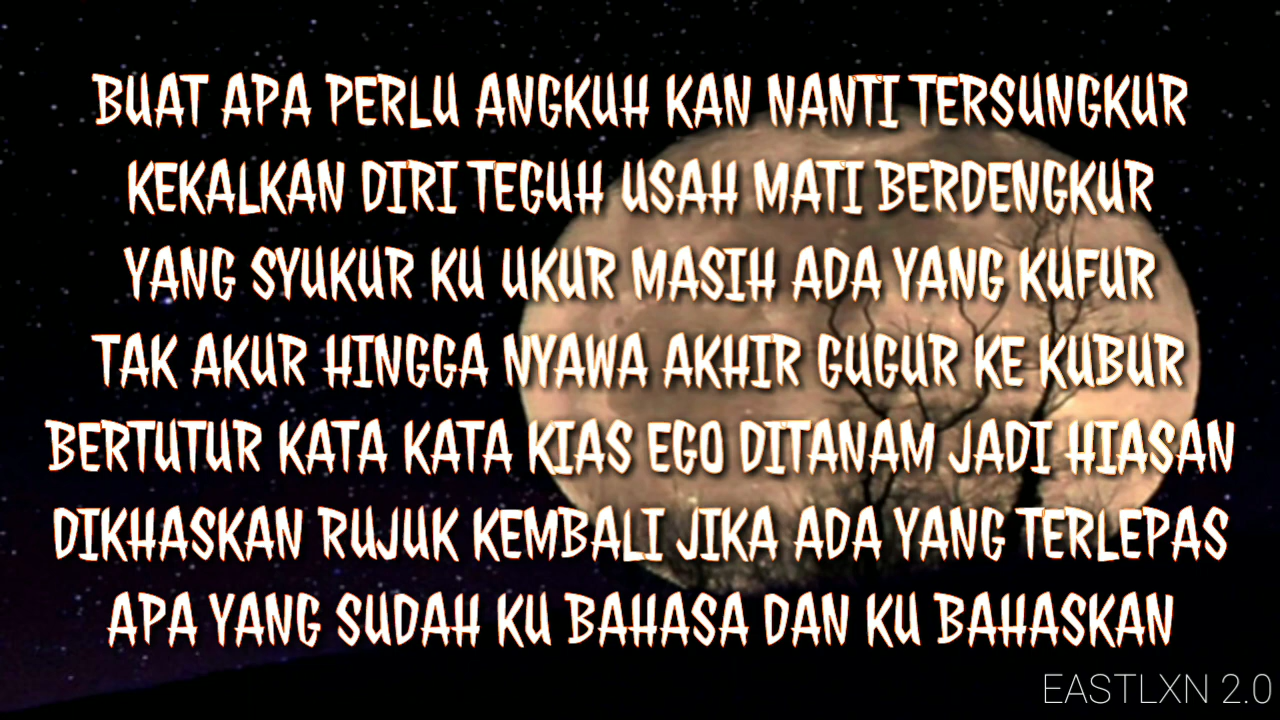 BUAT APA PERLU ANGKUH KAN NANTI TERSUNGKUR
KEKALKAN DIRI TEGUH USAH MATI BERDENGKUR
YANG SYUKUR KU UKUR MASIH ADA YANG KUFUR
TAK AKUR HINGGA NYAWA AKHIR GUGUR KE KUBUR
BERTUTUR KATA KATA KIAS EGO DITANAM JADI HIASAN
DIKHASKAN RUJUK KEMBALI JIKA ADA YANG TERLEPAS
APA YANG SUDAH KU BAHASA DAN KU BAHASKAN
EASTLXN 2.0